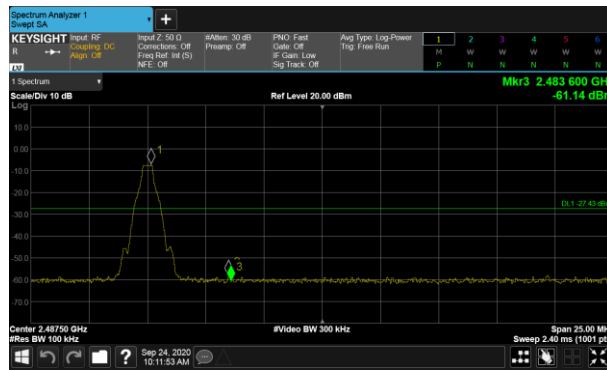 Spectrum Analyzer 1
Swept SA
KEYSIGHT
R
LXI
Input: RF
Coupling: DC
Align: Off
Input Z: 50 Ω
Corrections: Off
Freq Ref: Int (S)
NFE: Off
#Atten: 30 dB
Preamp: Off
PNO: Fast
Gate: Off
IF Gain: Low
Sig Track: Off
Avg Type: Log-Power
Trig: Free Run
1 2 3 4 5 6
M W W W W W
P N N N N N
1 Spectrum
Mkr3 2.483 600 GH
Scale/Div 10 dB
Ref Level 20.00 dBm
-61.14 dBr
Log
10.0
0.00
1
-10.0
-20.0
DL1 -27.43 dB
-30.0
-40.0
-50.0
3
-60.0
-70.0
Center 2.48750 GHz
#Video BW 300 kHz
Span 25.00 MH
#Res BW 100 kHz
Sweep 2.40 ms (1001 pt
?
Sep 24, 2020
10:11:53 AM